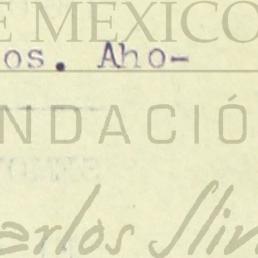 E MEXICO
os. Aho-
NDACIÓ
arlos Sli